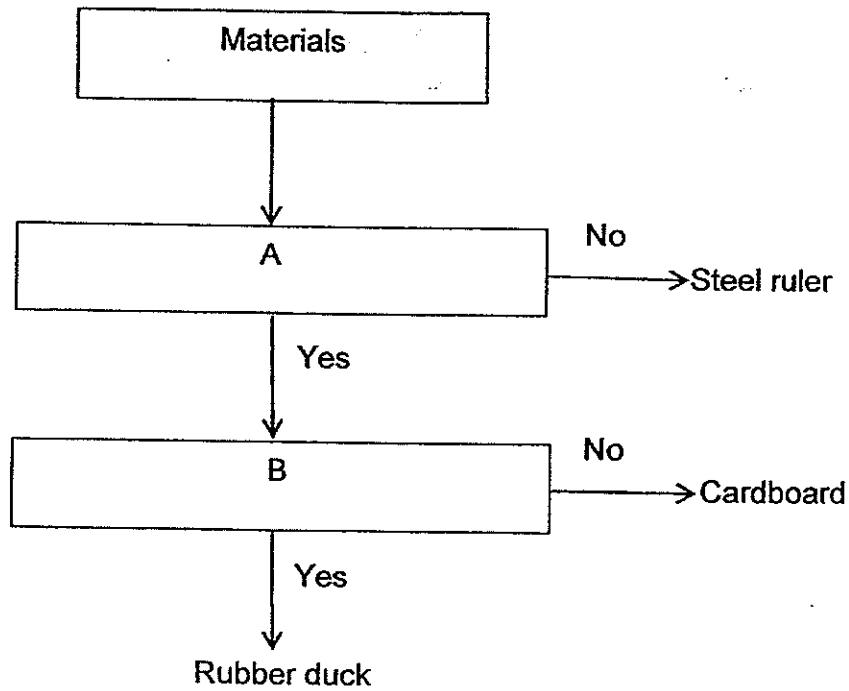 Materials
A
No
Steel ruler
Yes
B
No
Cardboard
Yes
Rubber duck